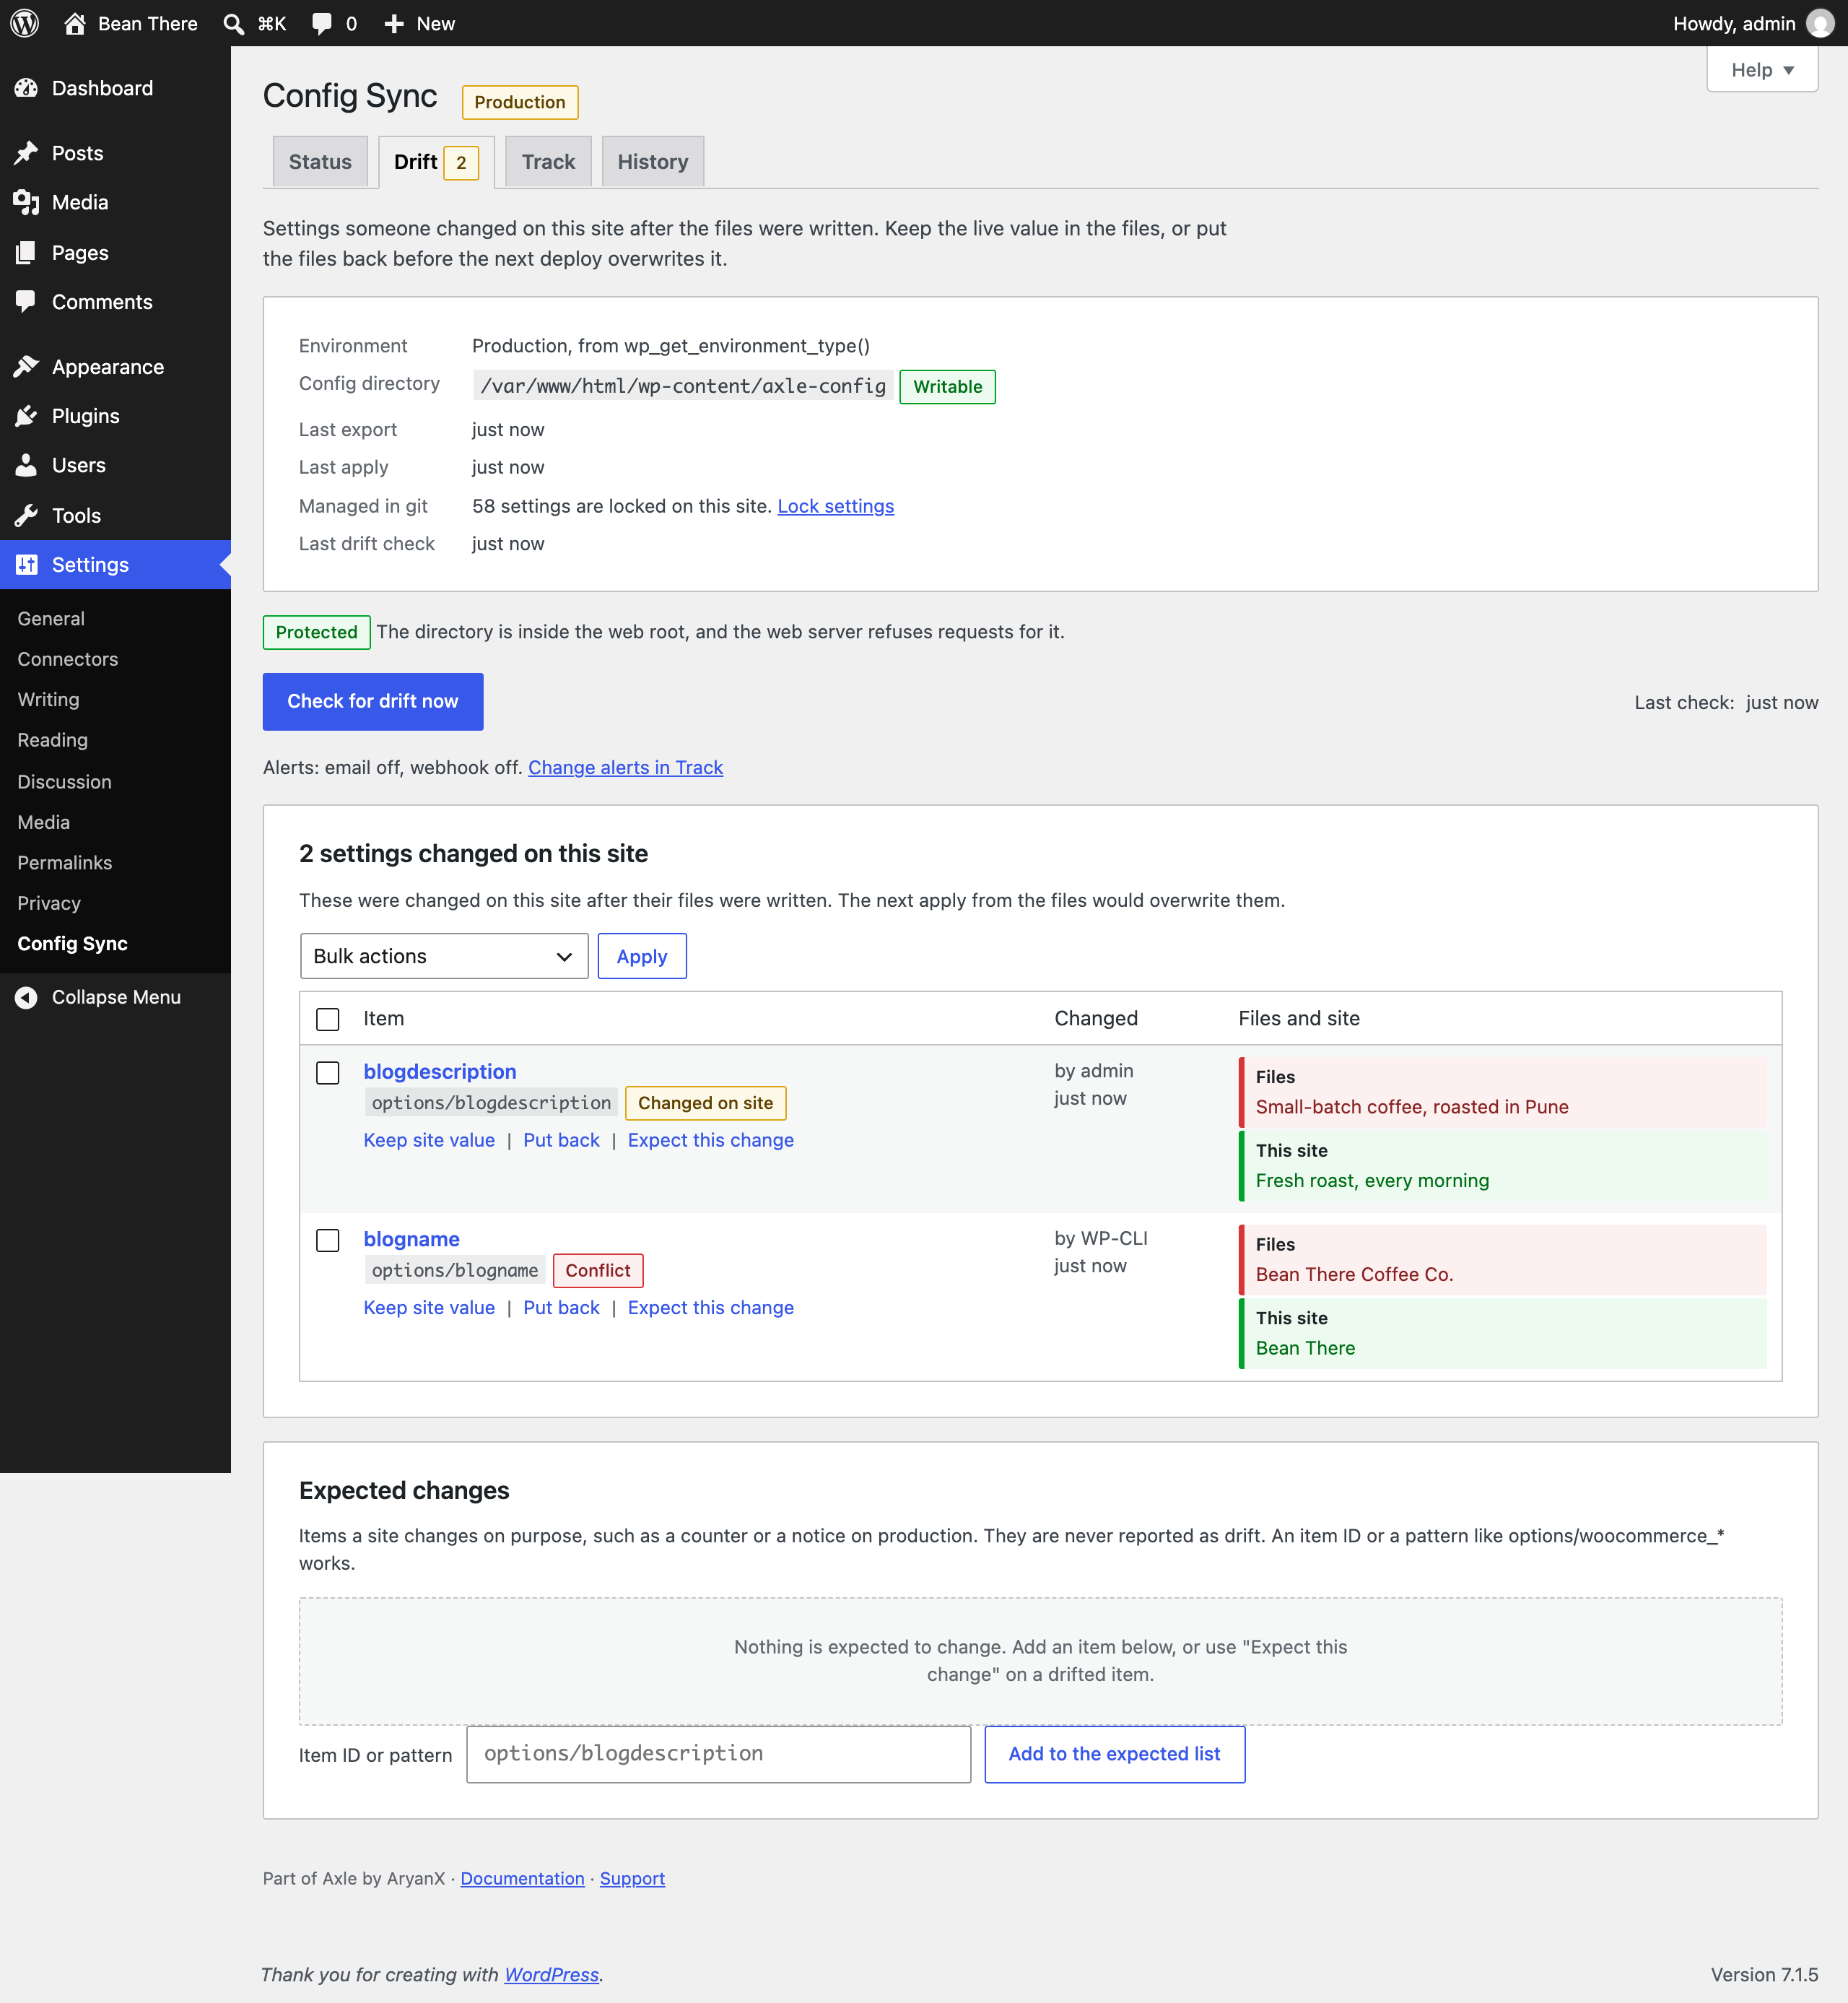 Bean There ⌘K 0 New Howdy, admin
Help
Dashboard
Posts
Media
Pages
Comments
Appearance
Plugins
Users
Tools
Settings
General
Connectors
Writing
Reading
Discussion
Media
Permalinks
Privacy
Config Sync
Collapse Menu
Config Sync Production
Status Drift 2 Track History
Settings someone changed on this site after the files were written. Keep the live value in the files, or put
the files back before the next deploy overwrites it.
Environment Production, from wp_get_environment_type()
Config directory /var/www/html/wp-content/axle-config Writable
Last export just now
Last apply just now
Managed in git 58 settings are locked on this site. Lock settings
Last drift check just now
Protected The directory is inside the web root, and the web server refuses requests for it.
Check for drift now Last check: just now
Alerts: email off, webhook off. Change alerts in Track
2 settings changed on this site
These were changed on this site after their files were written. The next apply from the files would overwrite them.
Bulk actions Apply
Item Changed Files and site
blogdescription
options/blogdescription Changed on site
Keep site value | Put back | Expect this change
by admin
just now
Files
Small-batch coffee, roasted in Pune
This site
Fresh roast, every morning
blogname
options/blogname Conflict
Keep site value | Put back | Expect this change
by WP-CLI
just now
Files
Bean There Coffee Co.
This site
Bean There
Expected changes
Items a site changes on purpose, such as a counter or a notice on production. They are never reported as drift. An item ID or a pattern like options/woocommerce_*
works.
Nothing is expected to change. Add an item below, or use "Expect this
change" on a drifted item.
Item ID or pattern options/blogdescription Add to the expected list
Part of Axle by AryanX · Documentation · Support
Thank you for creating with WordPress. Version 7.1.5